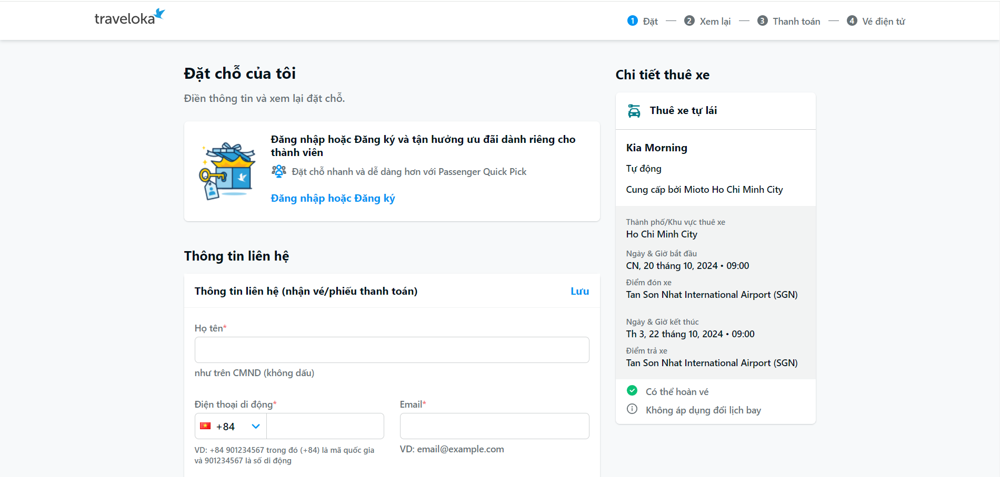 traveloka
1 Đặt — 2 Xem lại — 3 Thanh toán — 4 Vé điện tử
Đặt chỗ của tôi
Điền thông tin và xem lại đặt chỗ.
Đăng nhập hoặc Đăng ký và tận hưởng ưu đãi dành riêng cho
thành viên
Đặt chỗ nhanh và dễ dàng hơn với Passenger Quick Pick
Đăng nhập hoặc Đăng ký
Thông tin liên hệ
Thông tin liên hệ (nhận vé/phiếu thanh toán)
Lưu
Họ tên*
như trên CMND (không dấu)
Điện thoại di động*
+84
VD: +84 901234567 trong đó (+84) là mã quốc gia
và 901234567 là số di động
Email*
VD: email@example.com
Chi tiết thuê xe
Thuê xe tự lái
Kia Morning
Tự động
Cung cấp bởi Mioto Ho Chi Minh City
Thành phố/Khu vực thuê xe
Ho Chi Minh City
Ngày & Giờ bắt đầu
CN, 20 tháng 10, 2024 • 09:00
Điểm đón xe
Tan Son Nhat International Airport (SGN)
Ngày & Giờ kết thúc
Th 3, 22 tháng 10, 2024 • 09:00
Điểm trả xe
Tan Son Nhat International Airport (SGN)
Có thể hoàn vé
Không áp dụng đổi lịch bay